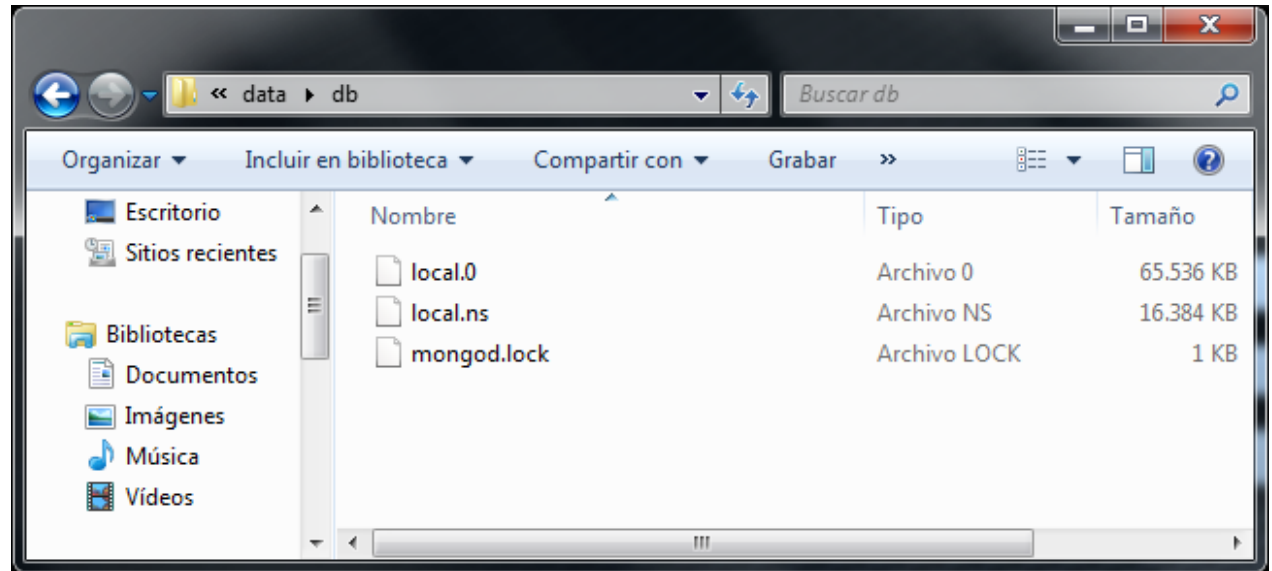 « data ▸ db
Buscar db
Organizar Incluir en biblioteca Compartir con Grabar »
Escritorio
Sitios recientes
Bibliotecas
Documentos
Imágenes
Música
Vídeos
Nombre Tipo Tamaño
local.0 Archivo 0 65.536 KB
local.ns Archivo NS 16.384 KB
mongod.lock Archivo LOCK 1 KB